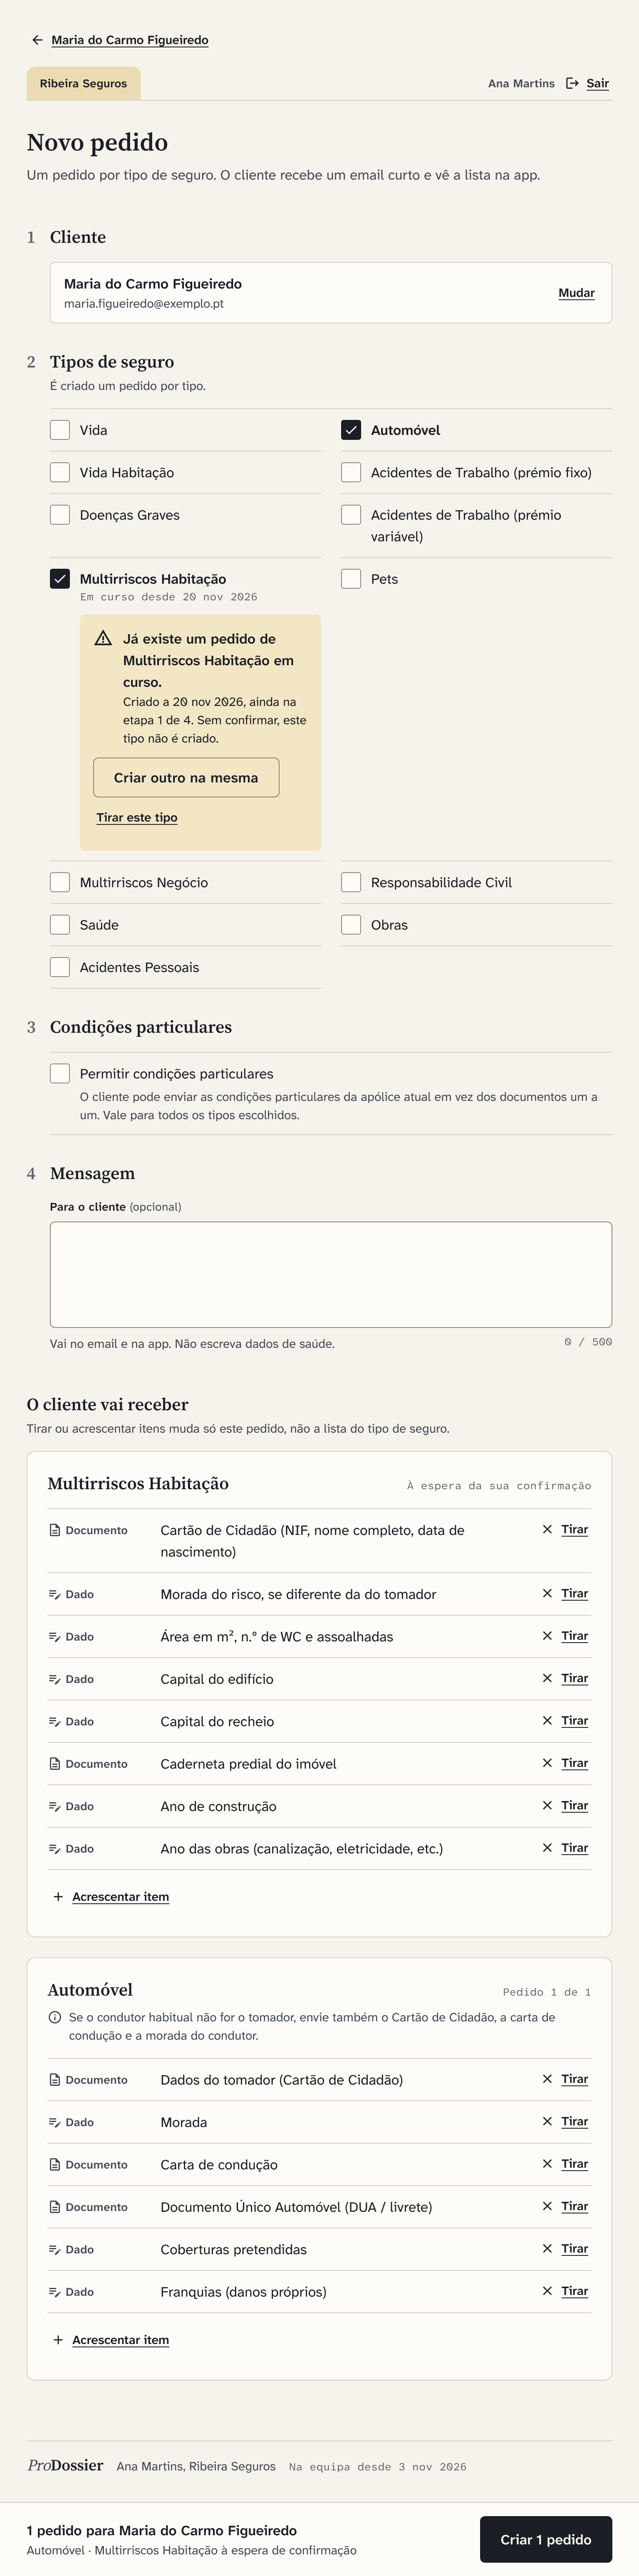 Maria do Carmo Figueiredo
Ribeira Seguros
Ana Martins
Sair
Novo pedido
Um pedido por tipo de seguro. O cliente recebe um email curto e vê a lista na app.
1 Cliente
Maria do Carmo Figueiredo
maria.figueiredo@exemplo.pt
Mudar
2 Tipos de seguro
É criado um pedido por tipo.
Vida
Automóvel
Vida Habitação
Acidentes de Trabalho (prémio fixo)
Doenças Graves
Acidentes de Trabalho (prémio
variável)
Multirriscos Habitação
Em curso desde 20 nov 2026
Pets
Já existe um pedido de
Multirriscos Habitação em
curso.
Criado a 20 nov 2026, ainda na
etapa 1 de 4. Sem confirmar, este
tipo não é criado.
Criar outro na mesma
Tirar este tipo
Multirriscos Negócio
Responsabilidade Civil
Saúde
Obras
Acidentes Pessoais
3 Condições particulares
Permitir condições particulares
O cliente pode enviar as condições particulares da apólice atual em vez dos documentos um a
um. Vale para todos os tipos escolhidos.
4 Mensagem
Para o cliente (opcional)
Vai no email e na app. Não escreva dados de saúde.
0 / 500
O cliente vai receber
Tirar ou acrescentar itens muda só este pedido, não a lista do tipo de seguro.
Multirriscos Habitação
À espera da sua confirmação
Documento Cartão de Cidadão (NIF, nome completo, data de
nascimento) Tirar
Dado Morada do risco, se diferente da do tomador Tirar
Dado Área em m², n.º de WC e assoalhadas Tirar
Dado Capital do edifício Tirar
Dado Capital do recheio Tirar
Documento Caderneta predial do imóvel Tirar
Dado Ano de construção Tirar
Dado Ano das obras (canalização, eletricidade, etc.) Tirar
Acrescentar item
Automóvel
Pedido 1 de 1
Se o condutor habitual não for o tomador, envie também o Cartão de Cidadão, a carta de
condução e a morada do condutor.
Documento Dados do tomador (Cartão de Cidadão) Tirar
Dado Morada Tirar
Documento Carta de condução Tirar
Documento Documento Único Automóvel (DUA / livrete) Tirar
Dado Coberturas pretendidas Tirar
Dado Franquias (danos próprios) Tirar
Acrescentar item
ProDossier Ana Martins, Ribeira Seguros Na equipa desde 3 nov 2026
1 pedido para Maria do Carmo Figueiredo
Automóvel · Multirriscos Habitação à espera de confirmação
Criar 1 pedido